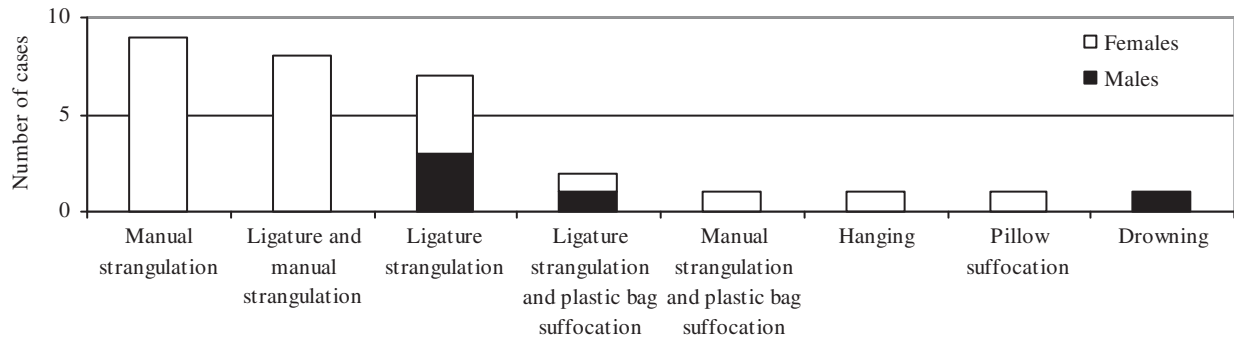 10
Females
Males
5
0
Number of cases
Manual
strangulation
Ligature and
manual
strangulation
Ligature
strangulation
Ligature
strangulation
and plastic bag
suffocation
Manual
strangulation
and plastic bag
suffocation
Hanging
Pillow
suffocation
Drowning